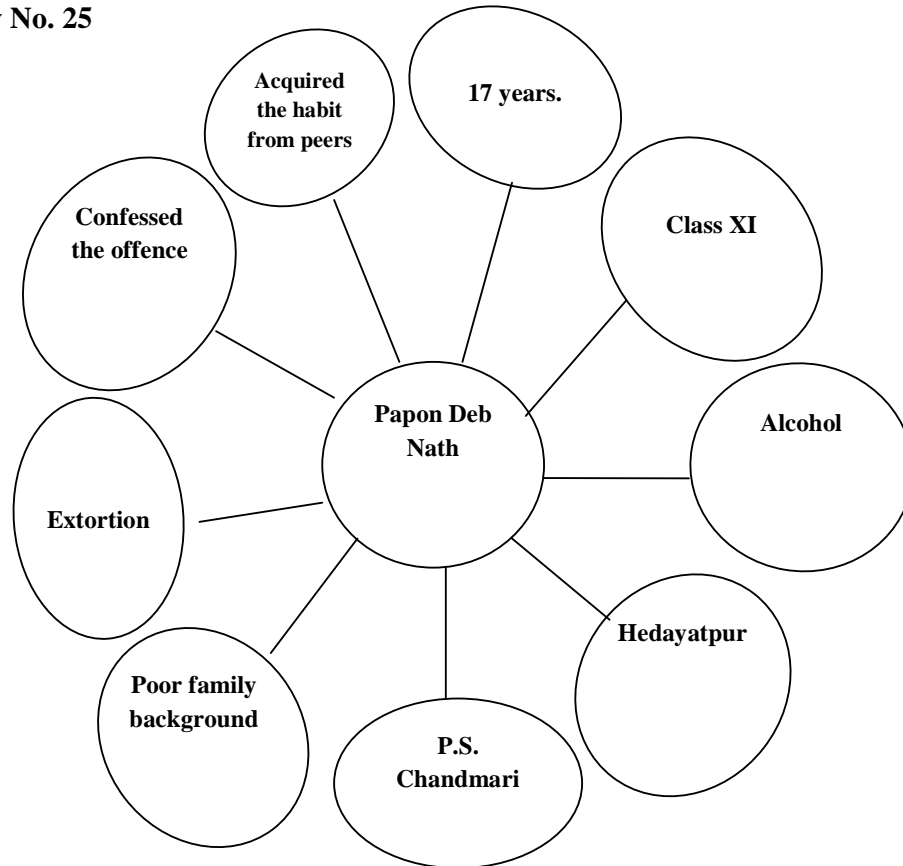 No. 25
Acquired
the habit
from peers
17 years.
Confessed
the offence
Class XI
Papon Deb
Nath
Alcohol
Extortion
Hedayatpur
Poor family
background
P.S.
Chandmari